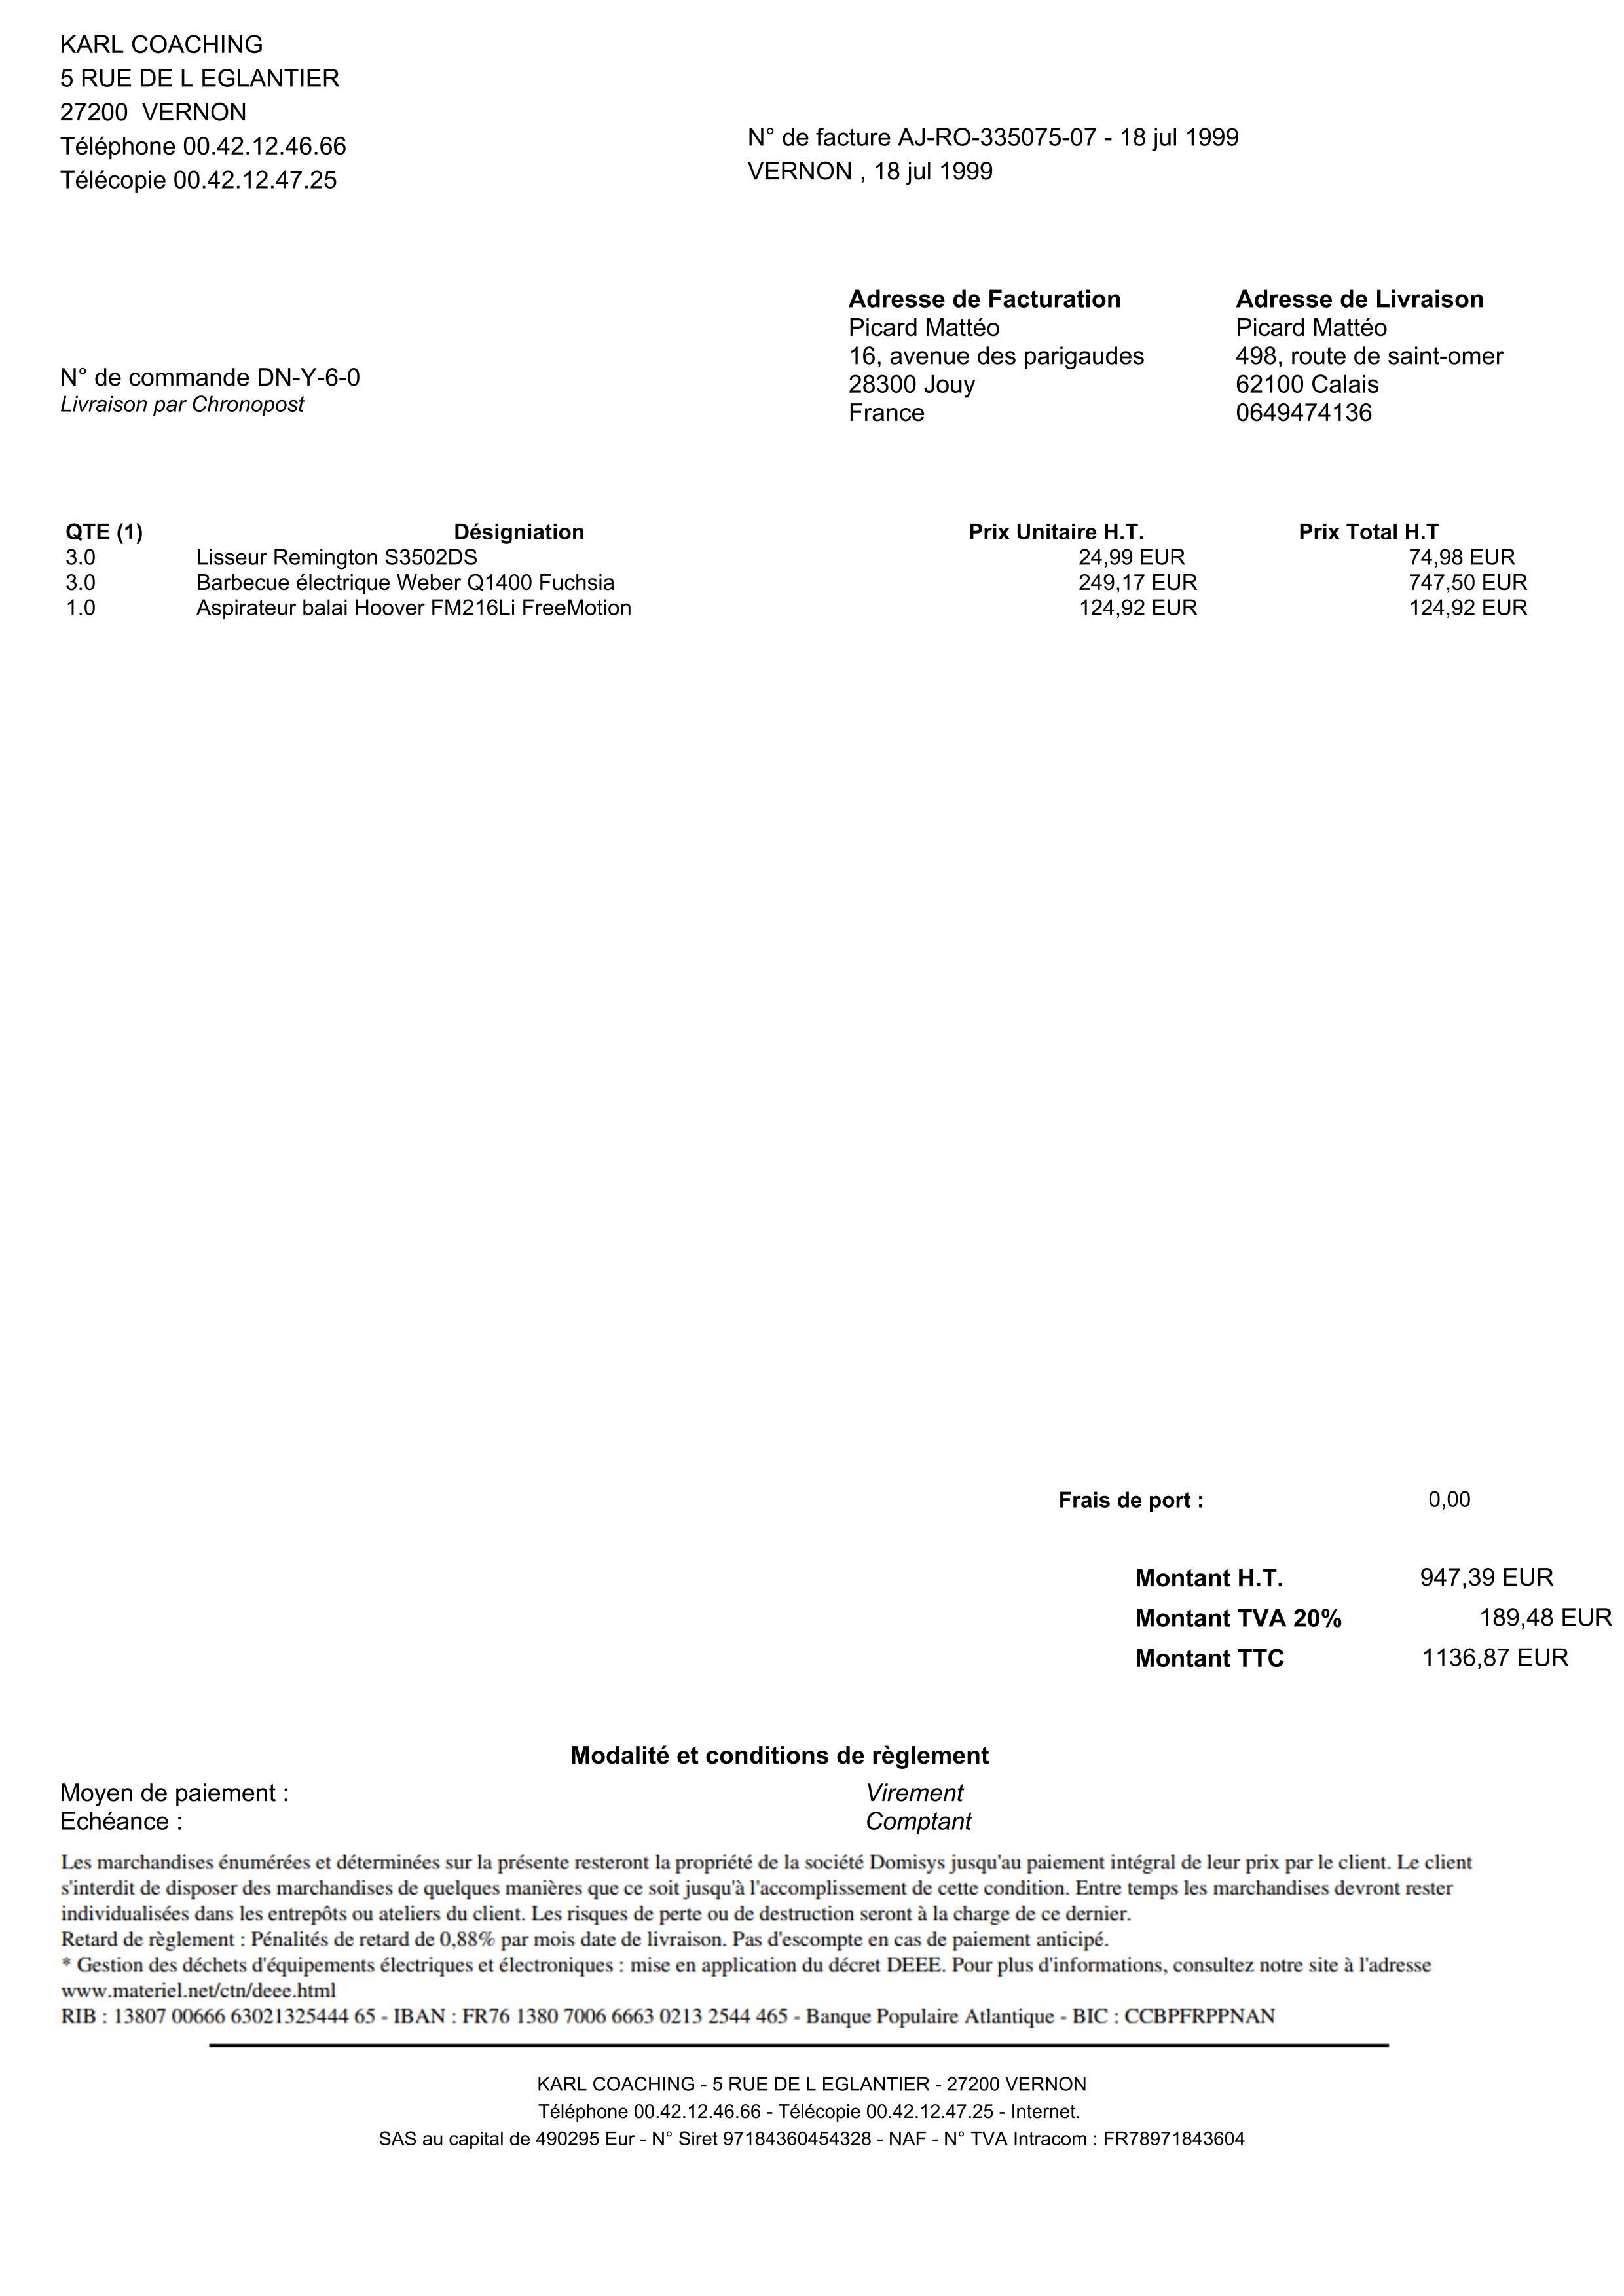 KARL COACHING
5 RUE DE L EGLANTIER
27200  VERNON
Téléphone 00.42.12.46.66
Télécopie 00.42.12.47.25
N° de facture AJ-RO-335075-07 - 18 jul 1999
VERNON , 18 jul 1999
N° de commande DN-Y-6-0
Livraison par Chronopost
Adresse de Facturation
Picard Mattéo
16, avenue des parigaudes
28300 Jouy
France
Adresse de Livraison
Picard Mattéo
498, route de saint-omer
62100 Calais
0649474136
QTE (1) Désigniation Prix Unitaire H.T. Prix Total H.T
3.0 Lisseur Remington S3502DS 24,99 EUR 74,98 EUR
3.0 Barbecue électrique Weber Q1400 Fuchsia 249,17 EUR 747,50 EUR
1.0 Aspirateur balai Hoover FM216Li FreeMotion 124,92 EUR 124,92 EUR
Frais de port : 0,00
Montant H.T. 947,39 EUR
Montant TVA 20% 189,48 EUR
Montant TTC 1136,87 EUR
Modalité et conditions de règlement
Moyen de paiement : Virement
Echéance : Comptant
Les marchandises énumérées et déterminées sur la présente resteront la propriété de la société Domisys jusqu'au paiement intégral de leur prix par le client. Le client
s'interdit de disposer des marchandises de quelques manières que ce soit jusqu'à l'accomplissement de cette condition. Entre temps les marchandises devront rester
individualisées dans les entrepôts ou ateliers du client. Les risques de perte ou de destruction seront à la charge de ce dernier.
Retard de règlement : Pénalités de retard de 0,88% par mois date de livraison. Pas d'escompte en cas de paiement anticipé.
* Gestion des déchets d'équipements électriques et électroniques : mise en application du décret DEEE. Pour plus d'informations, consultez notre site à l'adresse
www.materiel.net/ctn/deee.html
RIB : 13807 00666 63021325444 65 - IBAN : FR76 1380 7006 6663 0213 2544 465 - Banque Populaire Atlantique - BIC : CCBPFRPPNAN
KARL COACHING - 5 RUE DE L EGLANTIER - 27200 VERNON
Téléphone 00.42.12.46.66 - Télécopie 00.42.12.47.25 - Internet.
SAS au capital de 490295 Eur - N° Siret 97184360454328 - NAF - N° TVA Intracom : FR78971843604